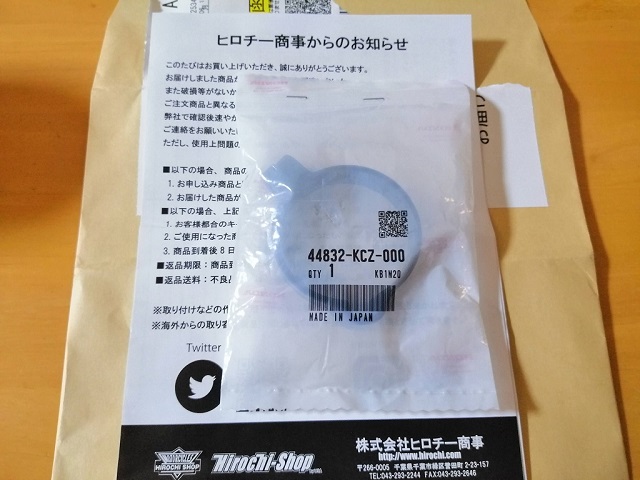 ヒロチー商事からのお知らせ
このたびはお買い上げいただき、誠にありがとうございます。
お届けしました商品が
また破損等がないか
ご注文商品と異なる
弊社で確認後速やか
ご連絡をお願いいた
ただし、使用上問題の
■以下の場合、商品の
1. お申し込み商品と
2. お届けした商品が
■以下の場合、上記
1. お客様都合のキ
2. ご使用になった商
3. 商品到着後8日
■返品期限：商品到
■返品送料：不良品
※取り付けなどの作
※海外からの取り寄
Twitter
44832-KCZ-000
QTY 1 KB1N20
MADE IN JAPAN
MOTORCYCLE
HIROCHI SHOP
Hirochi-Shop
株式会社ヒロチー商事
http://www.hirochi.com
〒266-0005 千葉県千葉市緑区誉田町 2-23-157
TEL:043-293-2244 FAX:043-293-2646